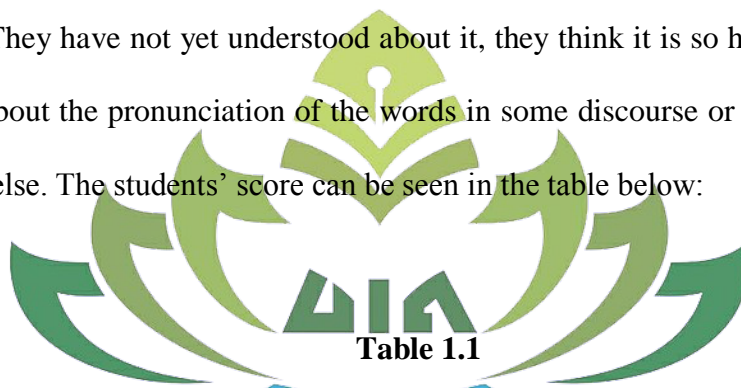 They have not yet understood about it, they think it is so h
bout the pronunciation of the words in some discourse or
else. The students’ score can be seen in the table below:
Table 1.1